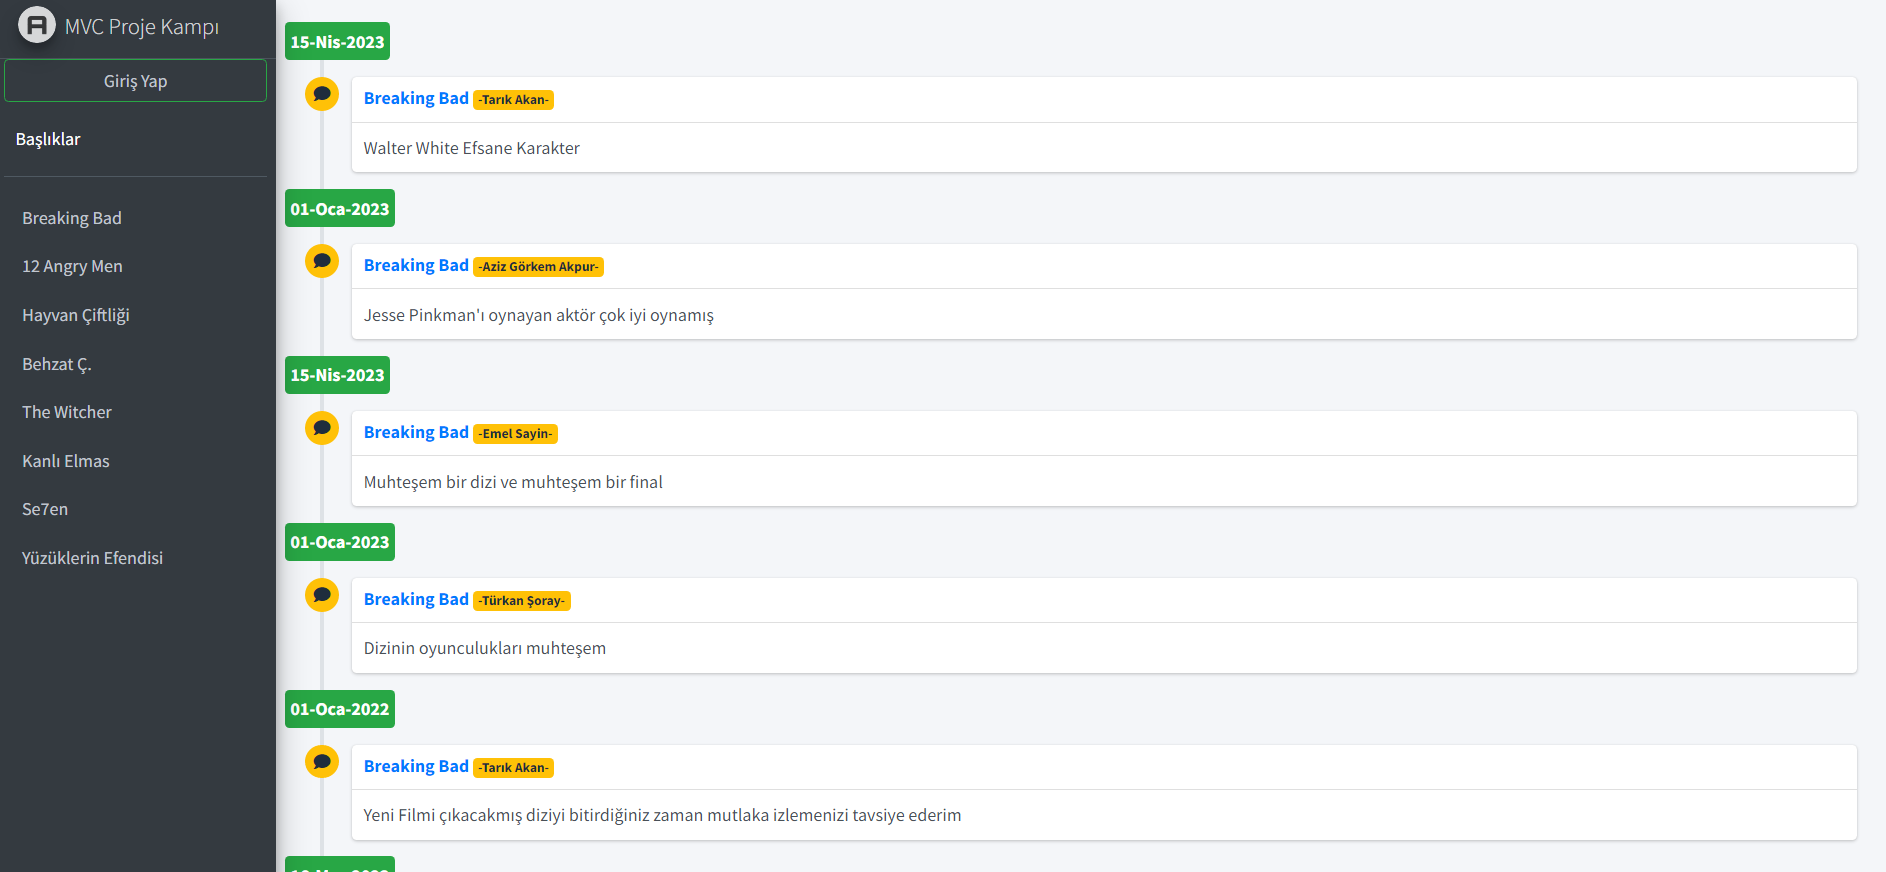 MVC Proje Kampı
Giriş Yap
Başlıklar
Breaking Bad
12 Angry Men
Hayvan Çiftliği
Behzat Ç.
The Witcher
Kanlı Elmas
Se7en
Yüzüklerin Efendisi
15-Nis-2023
Breaking Bad -Tarık Akan-
Walter White Efsane Karakter
01-Oca-2023
Breaking Bad -Aziz Görkem Akpur-
Jesse Pinkman'ı oynayan aktör çok iyi oynamış
15-Nis-2023
Breaking Bad -Emel Sayin-
Muhteşem bir dizi ve muhteşem bir final
01-Oca-2023
Breaking Bad -Türkan Şoray-
Dizinin oyunculukları muhteşem
01-Oca-2022
Breaking Bad -Tarık Akan-
Yeni Filmi çıkacakmış diziyi bitirdiğiniz zaman mutlaka izlemenizi tavsiye ederim